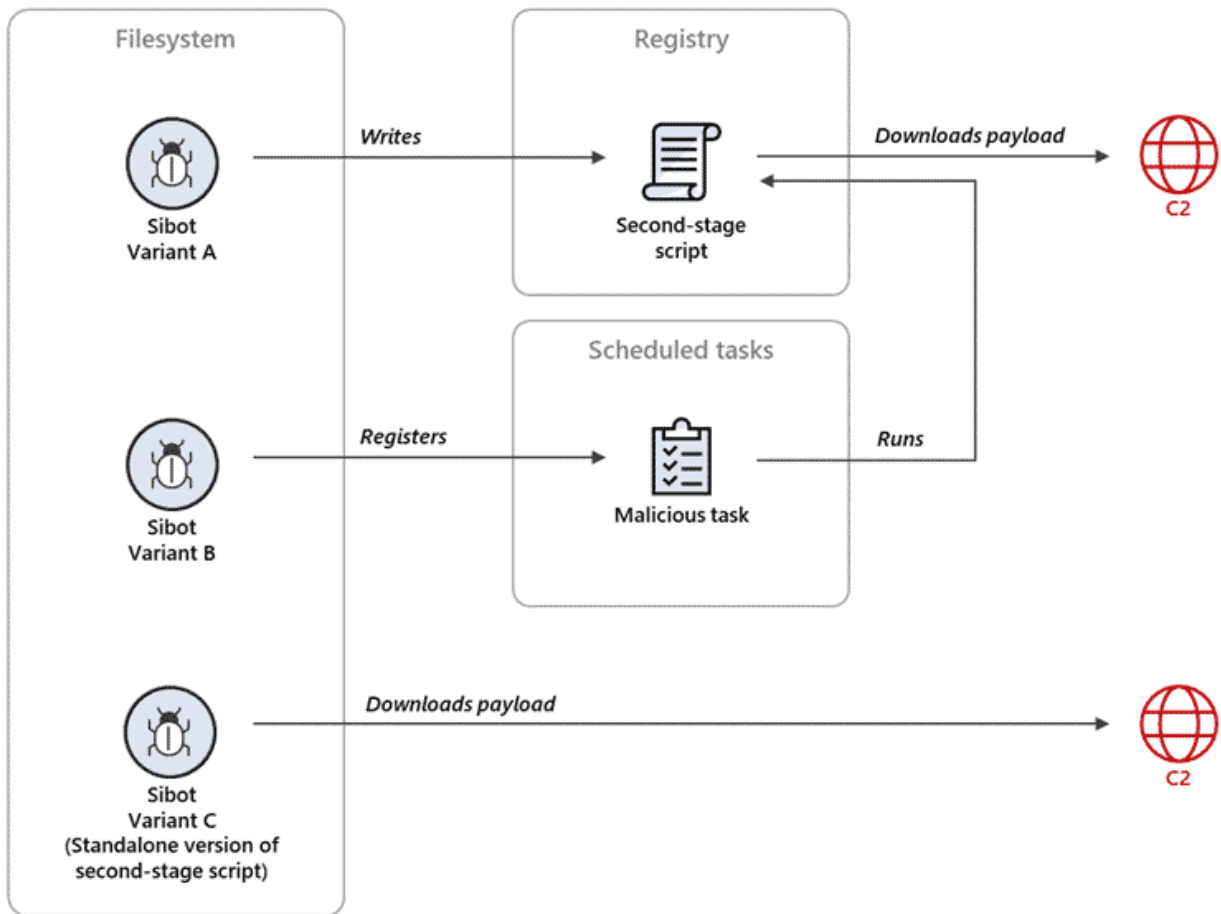 Filesystem
Registry
Writes
Downloads payload
Sibot
Variant A
Second-stage
script
C2
Scheduled tasks
Registers
Runs
Sibot
Variant B
Malicious task
Downloads payload
Sibot
Variant C
(Standalone version of
second-stage script)
C2